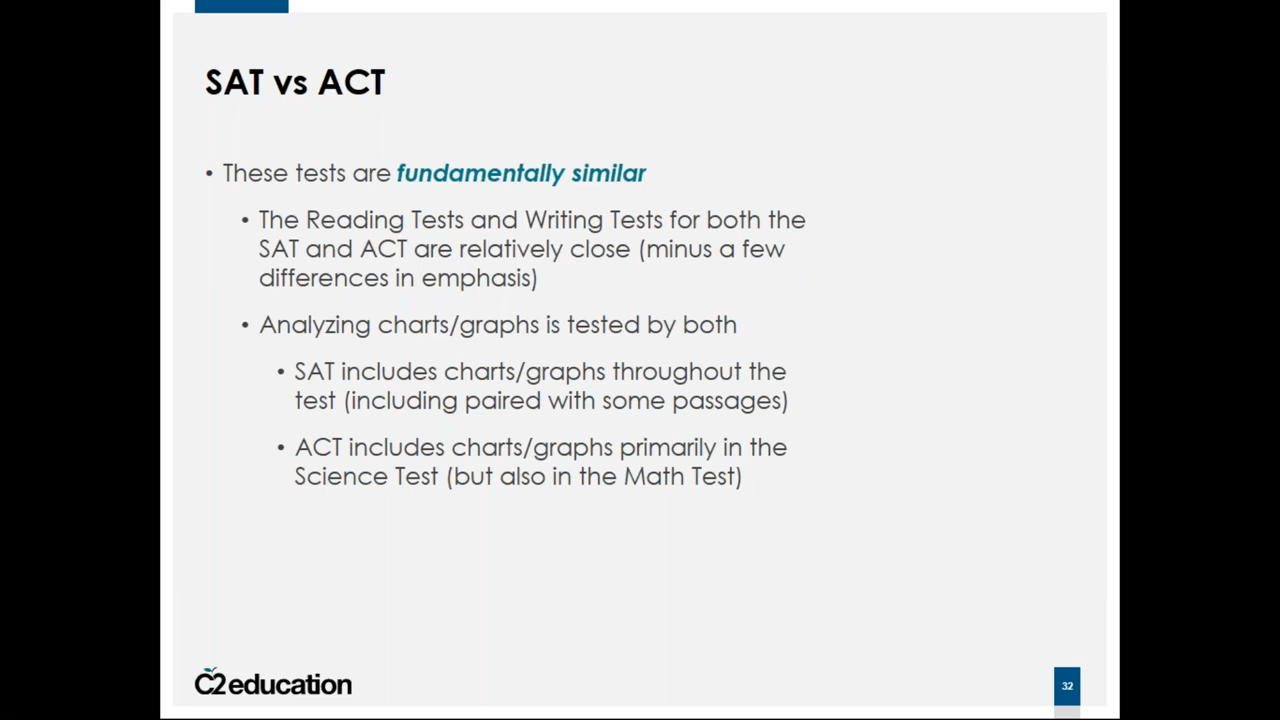 SAT vs ACT
• These tests are fundamentally similar
• The Reading Tests and Writing Tests for both the
SAT and ACT are relatively close (minus a few
differences in emphasis)
• Analyzing charts/graphs is tested by both
• SAT includes charts/graphs throughout the
test (including paired with some passages)
• ACT includes charts/graphs primarily in the
Science Test (but also in the Math Test)
C2education
32